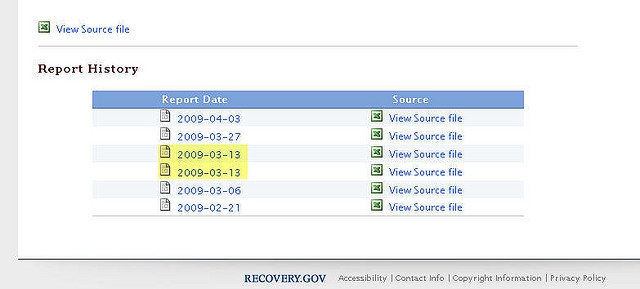 View Source file
Report History
Report Date Source
2009-04-03 View Source file
2009-03-27 View Source file
2009-03-13 View Source file
2009-03-13 View Source file
2009-03-06 View Source file
2009-02-21 View Source file
RECOVERY.GOV Accessibility | Contact Info | Copyright Information | Privacy Policy